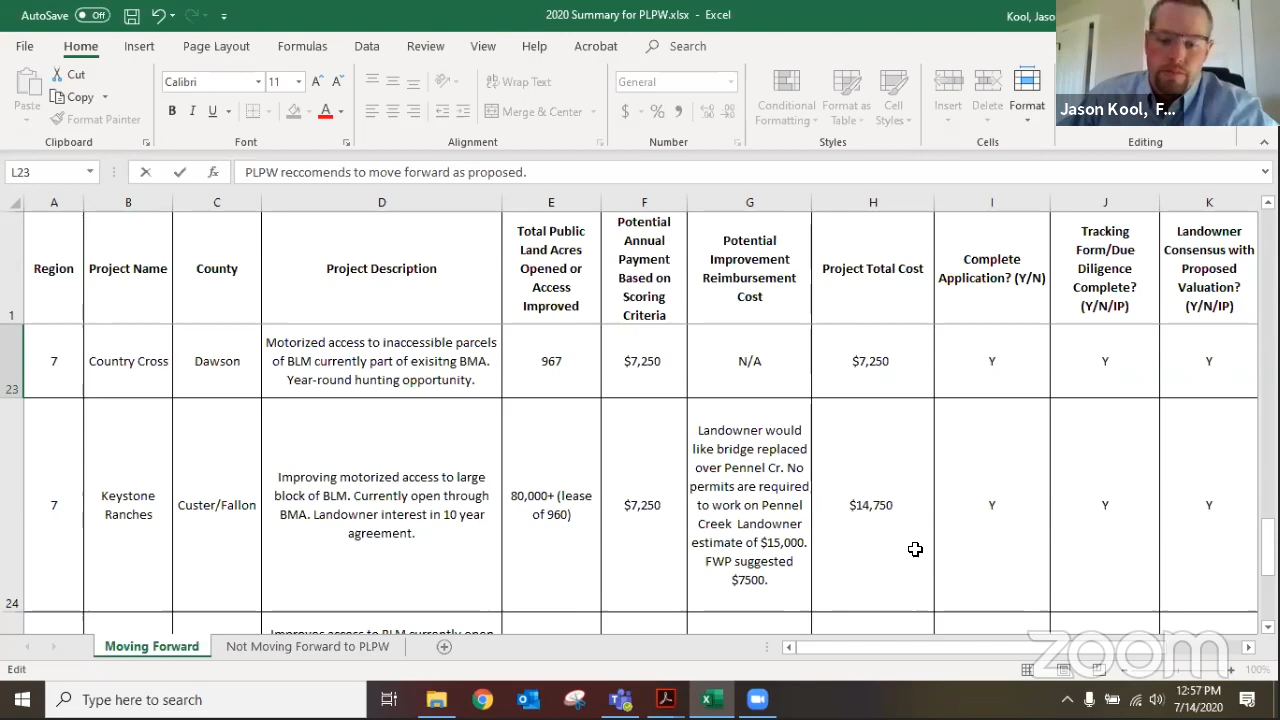 AutoSave Off
2020 Summary for PLPW.xlsx - Excel
Kool, Jaso
File Home Insert Page Layout Formulas Data Review View Help Acrobat Search
Paste
Cut
Copy
Format Painter
Clipboard
Calibri 11
B I U
Font
Wrap Text
Merge & Center
Alignment
General
$ % ,
Number
Conditional
Formatting
Format as
Table
Cell
Styles
Styles
Insert
Delete
Format
Cells
Editing
Jason Kool, F...
L23
fx
PLPW reccomends to move forward as proposed.
A B C D E F G H I J K
1
Region
Project Name
County
Project Description
Total Public
Land Acres
Opened or
Access
Improved
Potential
Annual
Payment
Based on
Scoring
Criteria
Potential
Improvement
Reimbursement
Cost
Project Total Cost
Complete
Application? (Y/N)
Tracking
Form/Due
Diligence
Complete?
(Y/N/IP)
Landowner
Consensus with
Proposed
Valuation?
(Y/N/IP)
23
7
Country Cross
Dawson
Motorized access to inaccessible parcels
of BLM currently part of exisitng BMA.
Year-round hunting opportunity.
967
$7,250
N/A
$7,250
Y
Y
Y
24
7
Keystone
Ranches
Custer/Fallon
Improving motorized access to large
block of BLM. Currently open through
BMA. Landowner interest in 10 year
agreement.
80,000+ (lease
of 960)
$7,250
Landowner would
like bridge replaced
over Pennel Cr. No
permits are required
to work on Pennel
Creek Landowner
estimate of $15,000.
FWP suggested
$7500.
$14,750
Y
Y
Y
Improves access to BLM currently open
Moving Forward
Not Moving Forward to PLPW
Edit
100%
zoom
Type here to search
12:57 PM
7/14/2020